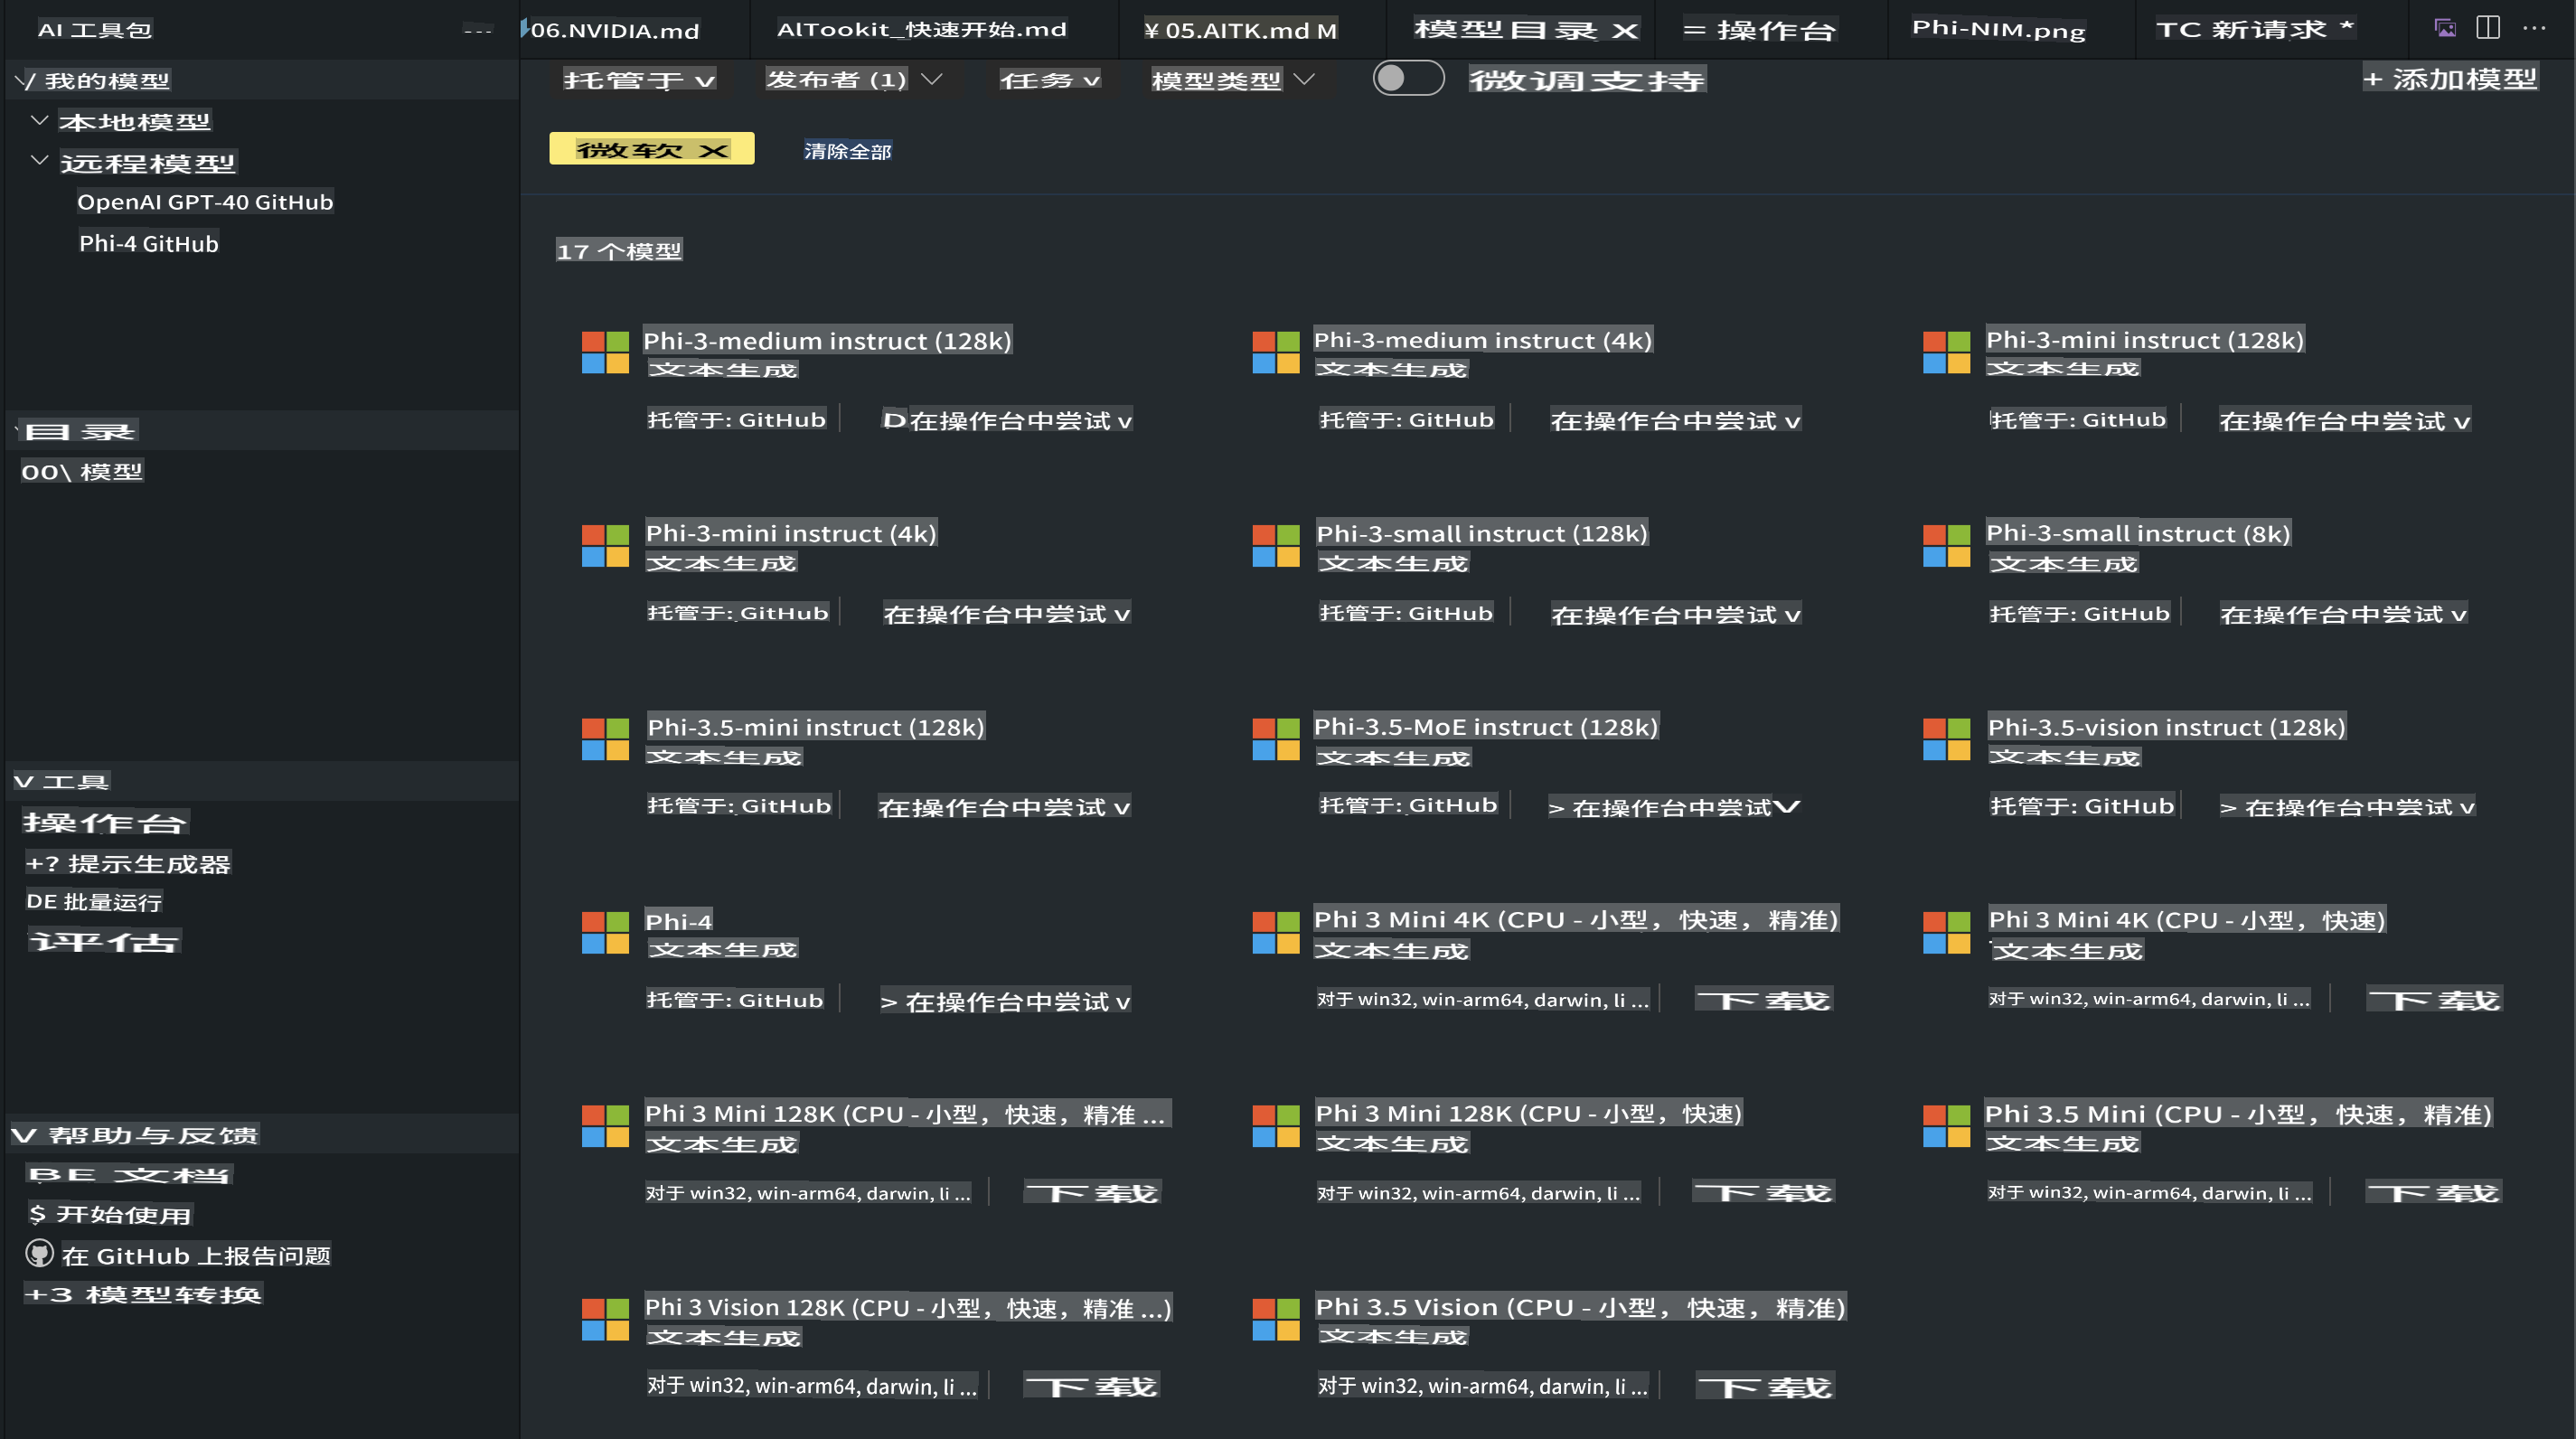 AI 工具包
06.NVIDIA.md
AlTookit_快速开始.md
¥ 05.AITK.md M
模型目录 X
= 操作台
Phi-NIM.png
TC 新请求 *
V 我的模型
本地模型
远程模型
OpenAI GPT-40 GitHub
Phi-4 GitHub
目录
OO\ 模型
V 工具
操作台
+? 提示生成器
DE 批量运行
评估
V 帮助与反馈
BE 文档
$ 开始使用
在 GitHub 上报告问题
+3 模型转换
托管于 v
发布者 (1)
任务 v
模型类型
微调支持
+ 添加模型
微软 X
清除全部
17 个模型
Phi-3-medium instruct (128k)
文本生成
托管于: GitHub
D 在操作台中尝试 v
Phi-3-medium instruct (4k)
文本生成
托管于: GitHub
在操作台中尝试 v
Phi-3-mini instruct (128k)
文本生成
托管于: GitHub
在操作台中尝试 v
Phi-3-mini instruct (4k)
文本生成
托管于: GitHub
在操作台中尝试 v
Phi-3-small instruct (128k)
文本生成
托管于: GitHub
在操作台中尝试 v
Phi-3-small instruct (8k)
文本生成
托管于: GitHub
在操作台中尝试 v
Phi-3.5-mini instruct (128k)
文本生成
托管于: GitHub
在操作台中尝试 v
Phi-3.5-MoE instruct (128k)
文本生成
托管于: GitHub
> 在操作台中尝试 V
Phi-3.5-vision instruct (128k)
文本生成
托管于: GitHub
> 在操作台中尝试 v
Phi-4
文本生成
托管于: GitHub
> 在操作台中尝试 v
Phi 3 Mini 4K (CPU - 小型，快速，精准)
文本生成
对于 win32, win-arm64, darwin, li ...
下载
Phi 3 Mini 4K (CPU - 小型，快速)
文本生成
对于 win32, win-arm64, darwin, li ...
下载
Phi 3 Mini 128K (CPU - 小型，快速，精准 ...
文本生成
对于 win32, win-arm64, darwin, li ...
下载
Phi 3 Mini 128K (CPU - 小型，快速)
文本生成
对于 win32, win-arm64, darwin, li ...
下载
Phi 3.5 Mini (CPU - 小型，快速，精准)
文本生成
对于 win32, win-arm64, darwin, li ...
下载
Phi 3 Vision 128K (CPU - 小型，快速，精准 ...)
文本生成
对于 win32, win-arm64, darwin, li ...
下载
Phi 3.5 Vision (CPU - 小型，快速，精准)
文本生成
对于 win32, win-arm64, darwin, li ...
下载